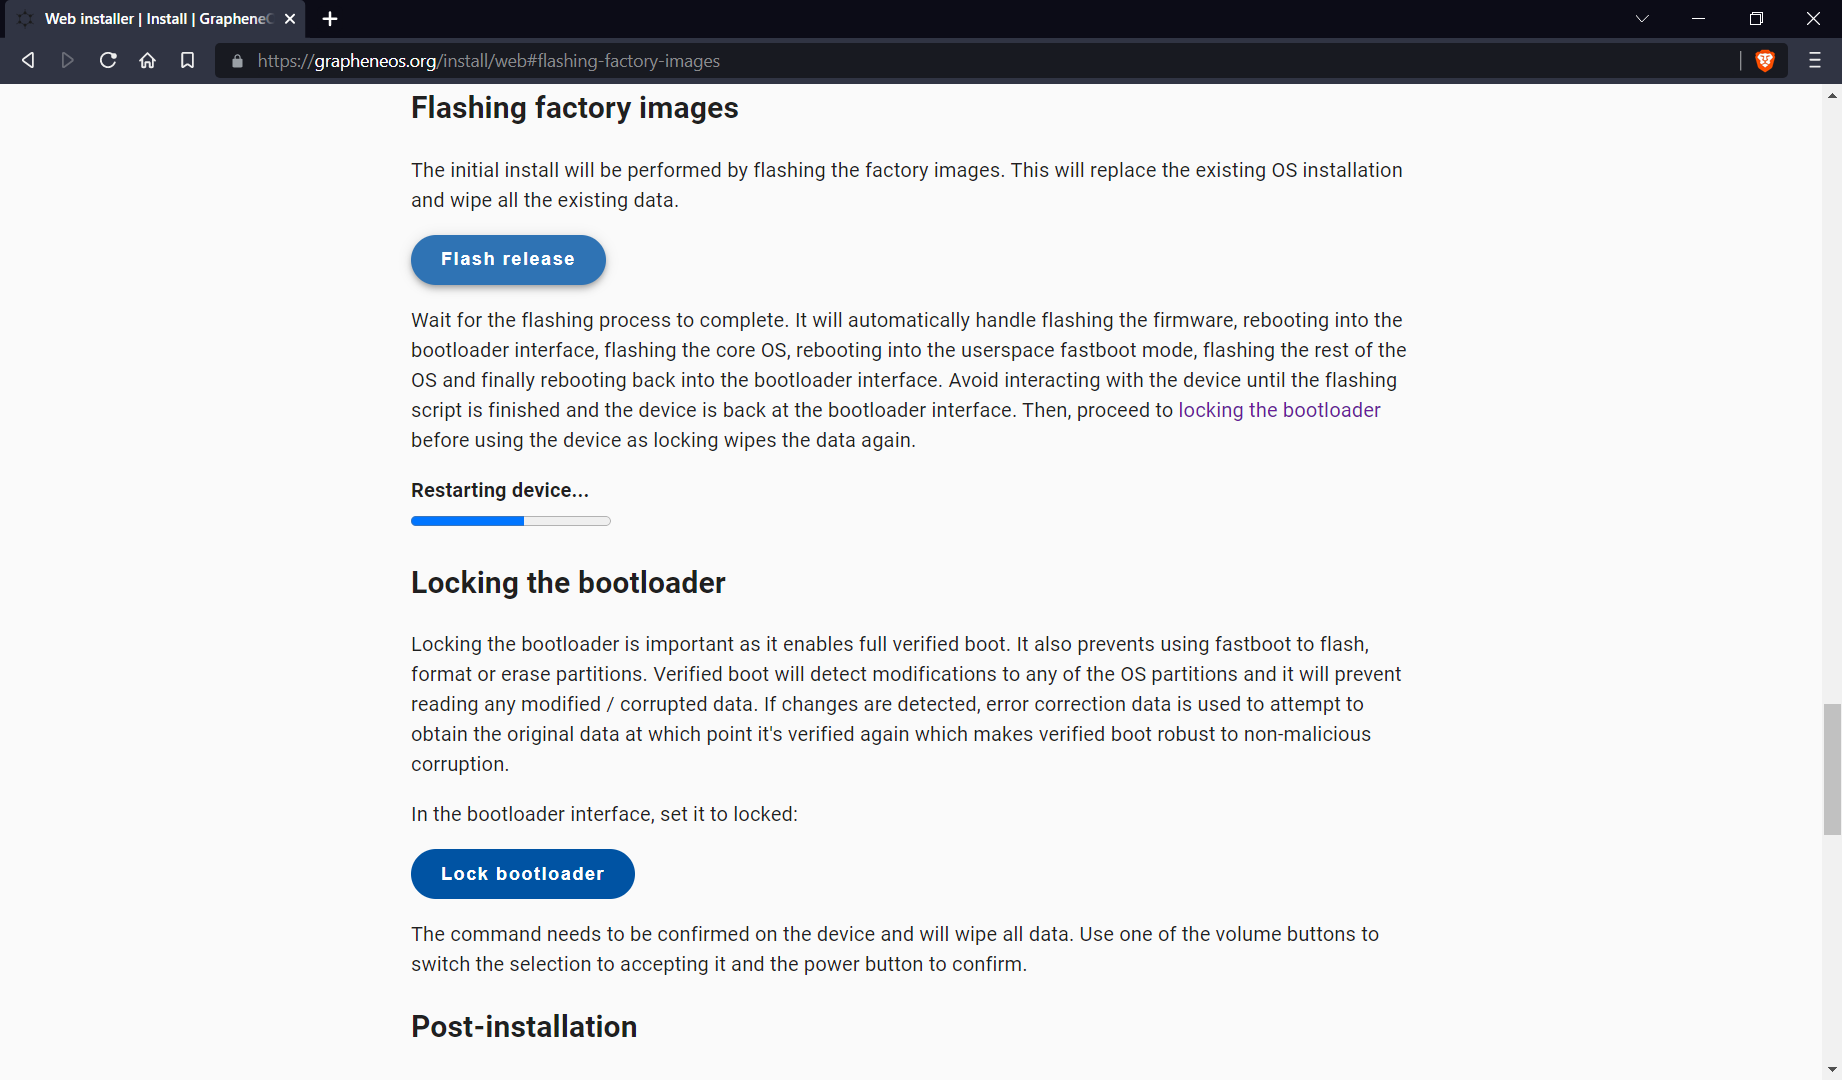 Web installer | Install | GrapheneO
https://grapheneos.org/install/web#flashing-factory-images
Flashing factory images
The initial install will be performed by flashing the factory images. This will replace the existing OS installation
and wipe all the existing data.
Flash release
Wait for the flashing process to complete. It will automatically handle flashing the firmware, rebooting into the
bootloader interface, flashing the core OS, rebooting into the userspace fastboot mode, flashing the rest of the
OS and finally rebooting back into the bootloader interface. Avoid interacting with the device until the flashing
script is finished and the device is back at the bootloader interface. Then, proceed to locking the bootloader
before using the device as locking wipes the data again.
Restarting device...
Locking the bootloader
Locking the bootloader is important as it enables full verified boot. It also prevents using fastboot to flash,
format or erase partitions. Verified boot will detect modifications to any of the OS partitions and it will prevent
reading any modified / corrupted data. If changes are detected, error correction data is used to attempt to
obtain the original data at which point it's verified again which makes verified boot robust to non-malicious
corruption.
In the bootloader interface, set it to locked:
Lock bootloader
The command needs to be confirmed on the device and will wipe all data. Use one of the volume buttons to
switch the selection to accepting it and the power button to confirm.
Post-installation